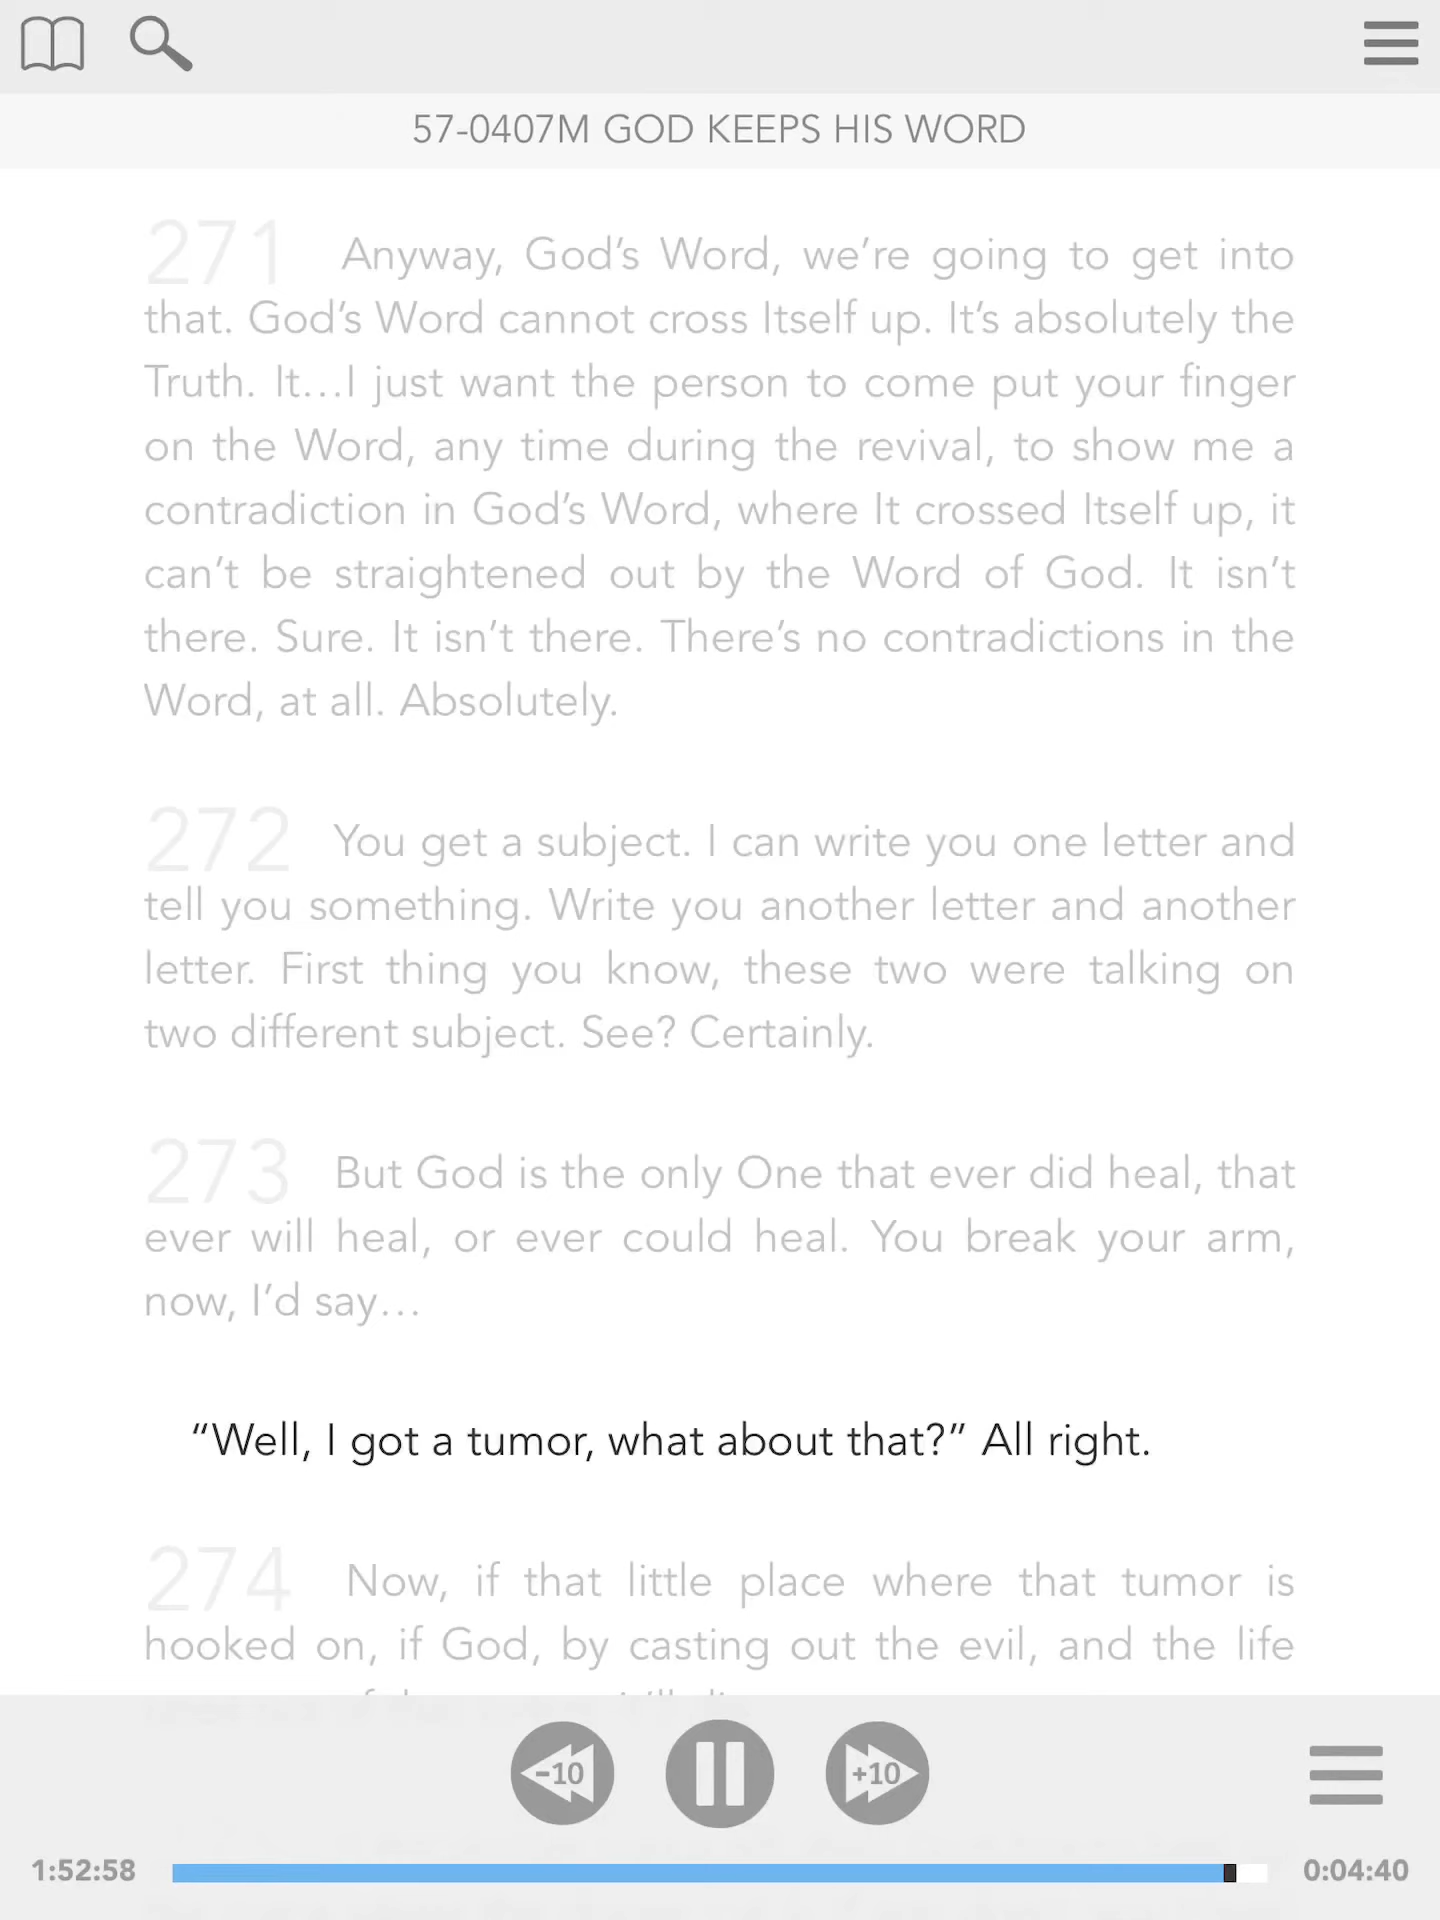 57-0407M GOD KEEPS HIS WORD
271 Anyway, God’s Word, we’re going to get into
that. God’s Word cannot cross Itself up. It’s absolutely the
Truth. It…I just want the person to come put your finger
on the Word, any time during the revival, to show me a
contradiction in God’s Word, where It crossed Itself up, it
can’t be straightened out by the Word of God. It isn’t
there. Sure. It isn’t there. There’s no contradictions in the
Word, at all. Absolutely.
272 You get a subject. I can write you one letter and
tell you something. Write you another letter and another
letter. First thing you know, these two were talking on
two different subject. See? Certainly.
273 But God is the only One that ever did heal, that
ever will heal, or ever could heal. You break your arm,
now, I’d say…
“Well, I got a tumor, what about that?” All right.
274 Now, if that little place where that tumor is
hooked on, if God, by casting out the evil, and the life
-10
+10
1:52:58
0:04:40